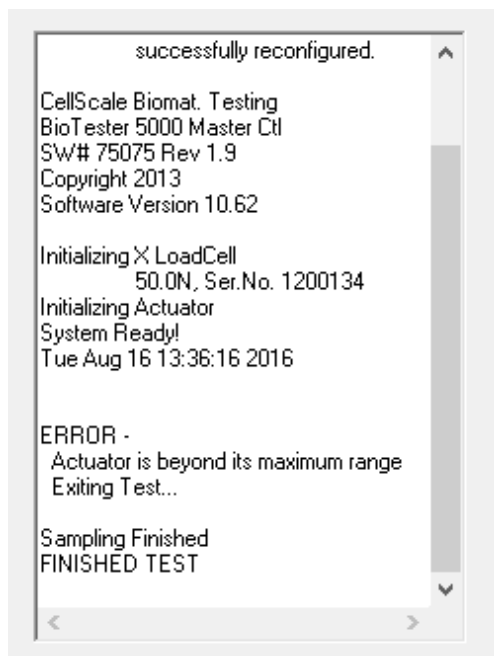 successfully reconfigured.
CellScale Biomat. Testing
BioTester 5000 Master Ctl
SW# 75075 Rev 1.9
Copyright 2013
Software Version 10.62
Initializing X LoadCell
50.0N, Ser.No. 1200134
Initializing Actuator
System Ready!
Tue Aug 16 13:36:16 2016
ERROR -
Actuator is beyond its maximum range
Exiting Test...
Sampling Finished
FINISHED TEST